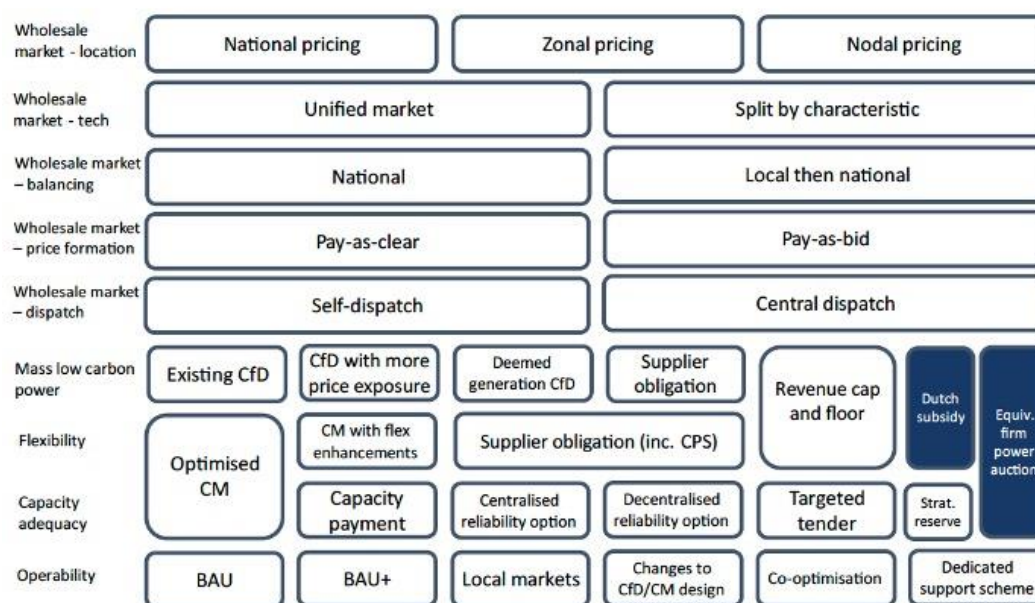 Wholesale
market - location
National pricing
Zonal pricing
Nodal pricing
Wholesale
market - tech
Unified market
Split by characteristic
Wholesale market
– balancing
National
Local then national
Wholesale market
– price formation
Pay-as-clear
Pay-as-bid
Wholesale market
– dispatch
Self-dispatch
Central dispatch
Mass low carbon
power
Existing CfD
CfD with more
price exposure
Deemed
generation CfD
Supplier
obligation
Revenue cap
and floor
Dutch
subsidy
Equiv.
firm
power
auction
Flexibility
Optimised
CM
CM with flex
enhancements
Supplier obligation (inc. CPS)
Capacity
adequacy
Capacity
payment
Centralised
reliability option
Decentralised
reliability option
Targeted
tender
Strat.
reserve
Operability
BAU
BAU+
Local markets
Changes to
CfD/CM design
Co-optimisation
Dedicated
support scheme